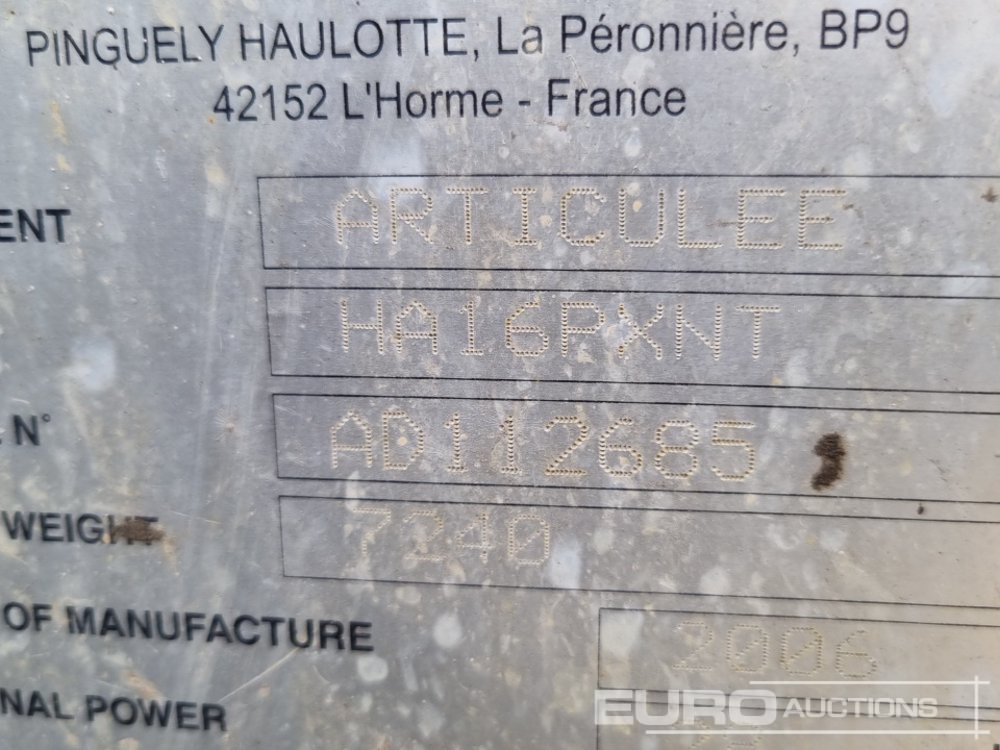 PINGUELY HAULOTTE, La Péronnière, BP9
42152 L'Horme - France
ENT ARTICULEE
HA16PXNT
N° AD112685
WEIGHT 7240
OF MANUFACTURE 2006
NAL POWER
EURO AUCTIONS